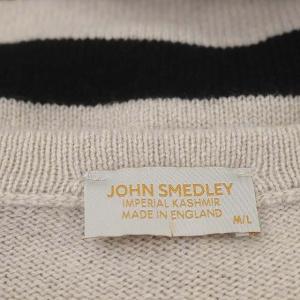 JOHN SMEDLEY
IMPERIAL KASHMIR
MADE IN ENGLAND
M/L